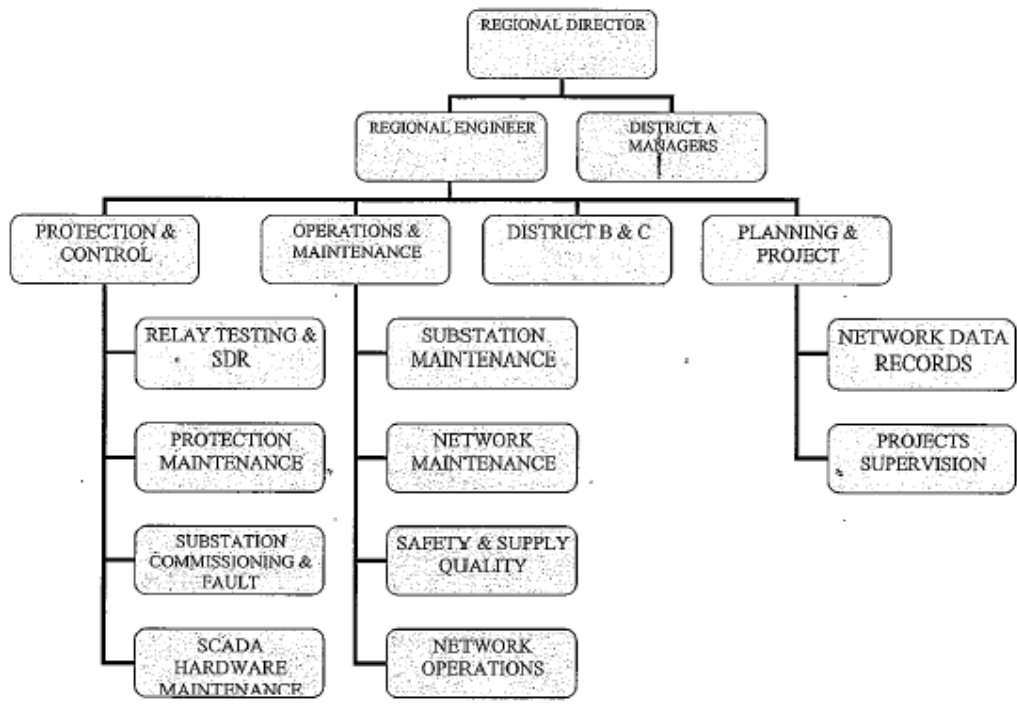 REGIONAL DIRECTOR
REGIONAL ENGINEER
DISTRICT A
MANAGERS
PROTECTION &
CONTROL
OPERATIONS &
MAINTENANCE
DISTRICT B & C
PLANNING &
PROJECT
RELAY TESTING &
SDR
PROTECTION
MAINTENANCE
SUBSTATION
COMMISSIONING &
FAULT
SCADA
HARDWARE
MAINTENANCE
SUBSTATION
MAINTENANCE
NETWORK
MAINTENANCE
SAFETY & SUPPLY
QUALITY
NETWORK
OPERATIONS
NETWORK DATA
RECORDS
PROJECTS
SUPERVISION